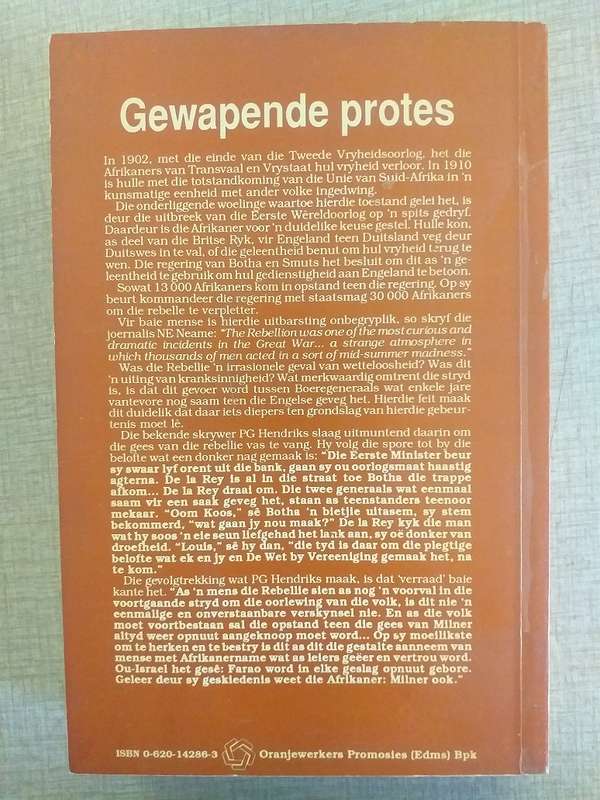 Gewapende protes
In 1902, met die einde van die Tweede Vryheidsoorlog, het die
Afrikaners van Transvaal en Vrystaat hul vryheid verloor. In 1910
is hulle met die totstandkoming van die Unie van Suid-Afrika in 'n
kunsmatige eenheid met ander volke ingedwing.
Die onderliggende woelinge waartoe hierdie toestand gelei het, is
deur die uitbreek van die Eerste Wêreldoorlog op 'n spits gedryf.
Daardeur is die Afrikaner voor 'n duidelike keuse gestel. Hulle kon,
as deel van die Britse Ryk, vir Engeland teen Duitsland veg deur
Duitswes in te val, of die geleentheid benut om hul vryheid terug te
wen. Die regering van Botha en Smuts het besluit om dit as 'n ge-
leentheid te gebruik om hul gedienstigheid aan Engeland te betoon.
Sowat 13 000 Afrikaners kom in opstand teen die regering. Op sy
beurt kommandeer die regering met staatsmag 30 000 Afrikaners
om die rebelle te verpletter.
Vir baie mense is hierdie uitbarsting onbegryplik, so skryf die
joernalis NE Neame: "The Rebellion was one of the most curious and
dramatic incidents in the Great War... a strange atmosphere in
which thousands of men acted in a sort of mid-summer madness."
Was die Rebellie 'n irrasionele geval van wetteloosheid? Was dit
'n uiting van kranksinnigheid? Wat merkwaardig omtrent die stryd
is, is dat dit gevoer word tussen Boeregeneraals wat enkele jare
vantevore nog saam teen die Engelse geveg het. Hierdie feit maak
dit duidelik dat daar iets diepers ten grondslag van hierdie gebeur-
tenis moet lê.
Die bekende skrywer PG Hendriks slaag uitmuntend daarin om
die gees van die rebellie vas te vang. Hy volg die spore tot by die
belofte wat een donker nag gemaak is: "Die Eerste Minister beur
sy swaar lyf orent uit die bank, gaan sy ou oorlogsmaat haastig
agterna. De la Rey is al in die straat toe Botha die trappe
afkom... De la Rey draal om. Die twee generaals wat eenmaal
saam vir een saak geveg het, staan as teenstanders teenoor
mekaar. "Oom Koos," sê Botha 'n bietjie uitasem, sy stem
bekommerd, "wat gaan jy nou maak?" De la Rey kyk die man
wat hy soos 'n eie seun liefgehad het lank aan, sy oë donker van
droefheid. "Louis," sê hy dan, "die tyd is daar om die plegtige
belofte wat ek en jy en De Wet by Vereeniging gemaak het, na
te kom."
Die gevolgtrekking wat PG Hendriks maak, is dat 'verraad' baie
kante het. "As 'n mens die Rebellie sien as nog 'n voorval in die
voortgaande stryd om die oorlewing van die volk, is dit nie 'n
eenmalige en onverstaanbare verskynsel nie. En as die volk
moet voortbestaan sal die opstand teen die gees van Milner
altyd weer opnuut aangeknoop moet word... Op sy moeilikste
om te herken en te bestry is dit as dit die gestalte aanneem van
mense met Afrikanername wat as leiers geëer en vertrou word.
Ou-Israel het gesê: Farao word in elke geslag opnuut gebore.
Geleer deur sy geskiedenis weet die Afrikaner: Milner ook."
ISBN 0-620-14286-3 Oranjewerkers Promosies (Edms) Bpk